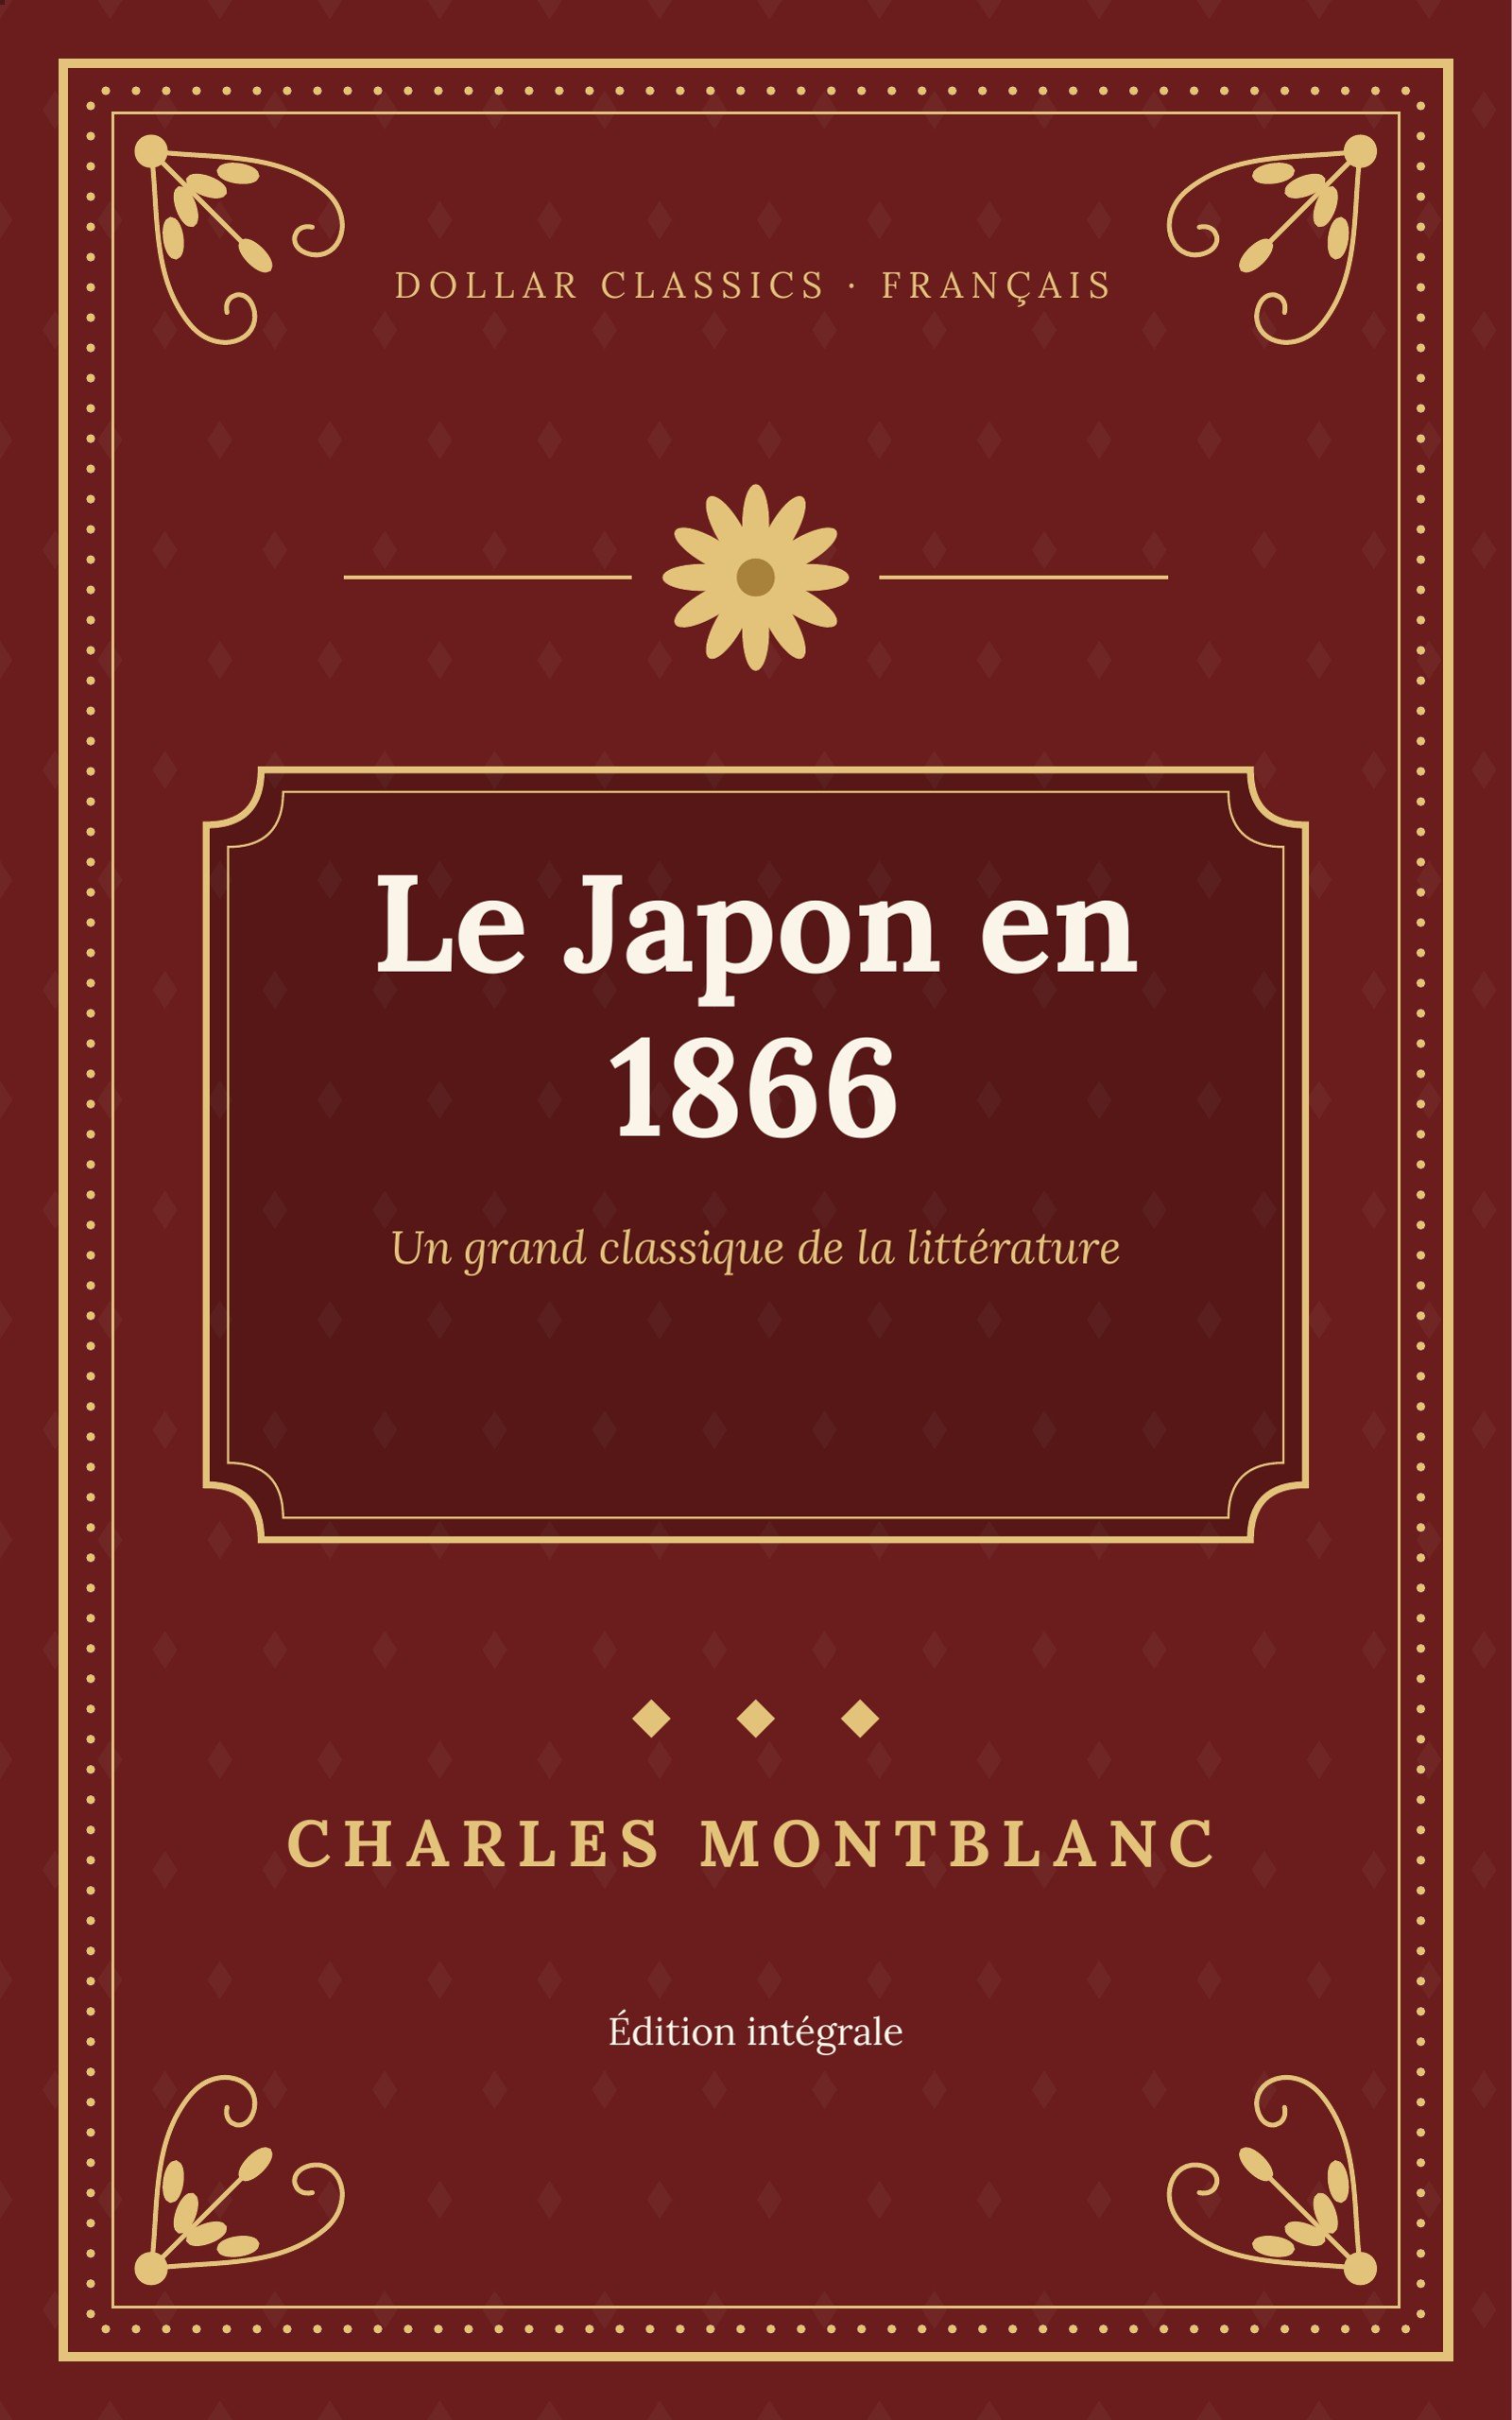 DOLLAR CLASSICS · FRANÇAIS
Le Japon en
1866
Un grand classique de la littérature
CHARLES MONTBLANC
Édition intégrale